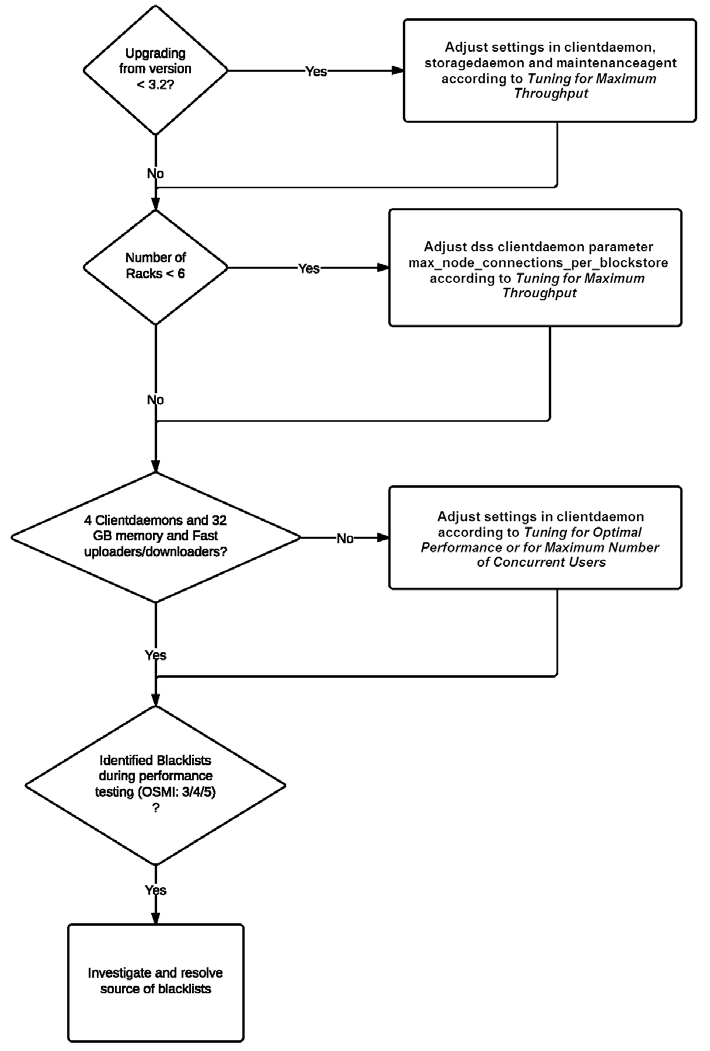 Upgrading
from version
< 3.2?
Yes
Adjust settings in clientdaemon,
storagedaemon and maintenanceagent
according to Tuning for Maximum
Throughput
No
Number of
Racks < 6
Yes
Adjust dss clientdaemon parameter
max_node_connections_per_blockstore
according to Tuning for Maximum
Throughput
No
4 Clientdaemons and 32
GB memory and Fast
uploaders/downloaders?
No
Adjust settings in clientdaemon
according to Tuning for Optimal
Performance or for Maximum Number
of Concurrent Users
Yes
Identified Blacklists
during performance
testing (OSMI: 3/4/5)
?
Yes
Investigate and resolve
source of blacklists